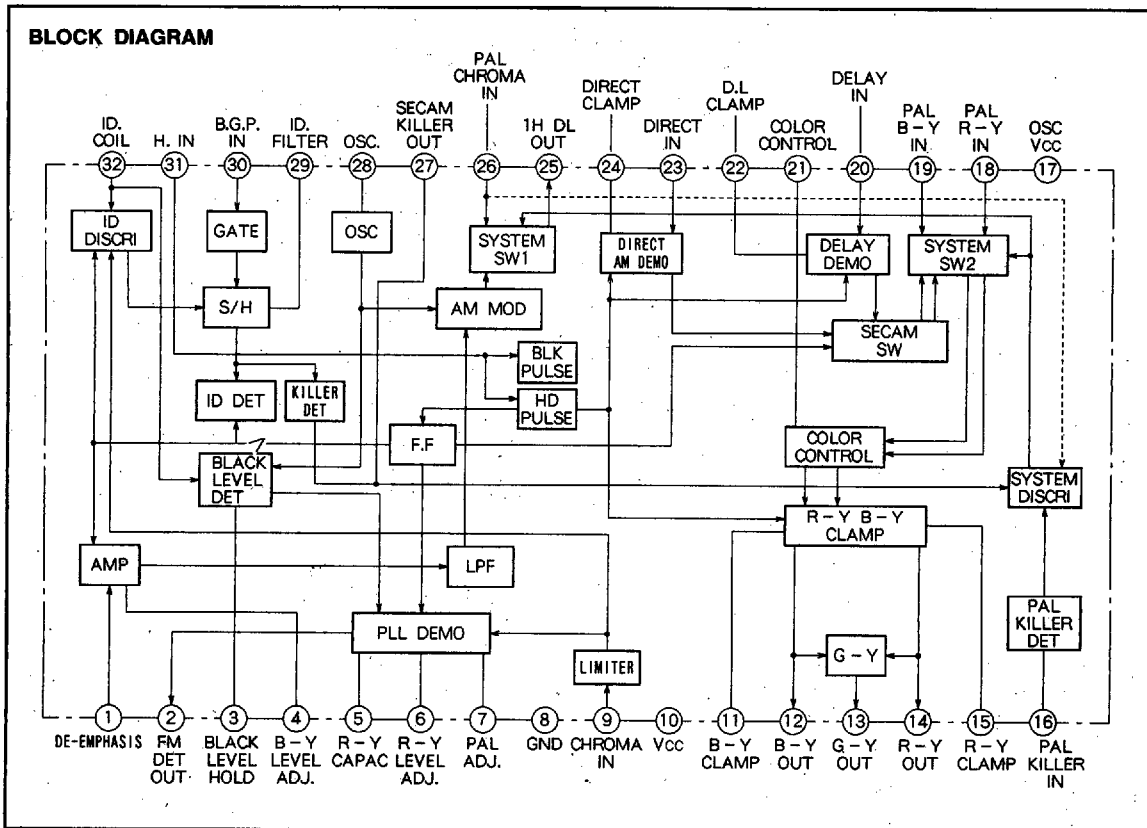 BLOCK DIAGRAM
ID.
COIL
32
H. IN
31
B.G.P.
IN
30
ID.
FILTER
29
OSC.
28
SECAM
KILLER
OUT
27
PAL
CHROMA
IN
26
1H DL
OUT
25
DIRECT
CLAMP
24
DIRECT
IN
23
D.L
CLAMP
22
COLOR
CONTROL
21
DELAY
IN
20
PAL
B-Y
IN
19
PAL
R-Y
IN
18
OSC
Vcc
17
ID
DISCRI
GATE
OSC
SYSTEM
SW1
DIRECT
AM DEMO
DELAY
DEMO
SYSTEM
SW2
S/H
AM MOD
SECAM
SW
BLK
PULSE
ID DET
KILLER
DET
HD
PULSE
F.F
COLOR
CONTROL
BLACK
LEVEL
DET
SYSTEM
DISCRI
R-Y B-Y
CLAMP
AMP
LPF
PLL DEMO
PAL
KILLER
DET
G-Y
LIMITER
1
DE-EMPHASIS
2
FM
DET
OUT
3
BLACK
LEVEL
HOLD
4
B-Y
LEVEL
ADJ.
5
R-Y
CAPAC
6
R-Y
LEVEL
ADJ.
7
PAL
ADJ.
8
GND
9
CHROMA
IN
10
Vcc
11
B-Y
CLAMP
12
B-Y
OUT
13
G-Y
OUT
14
R-Y
OUT
15
R-Y
CLAMP
16
PAL
KILLER
IN